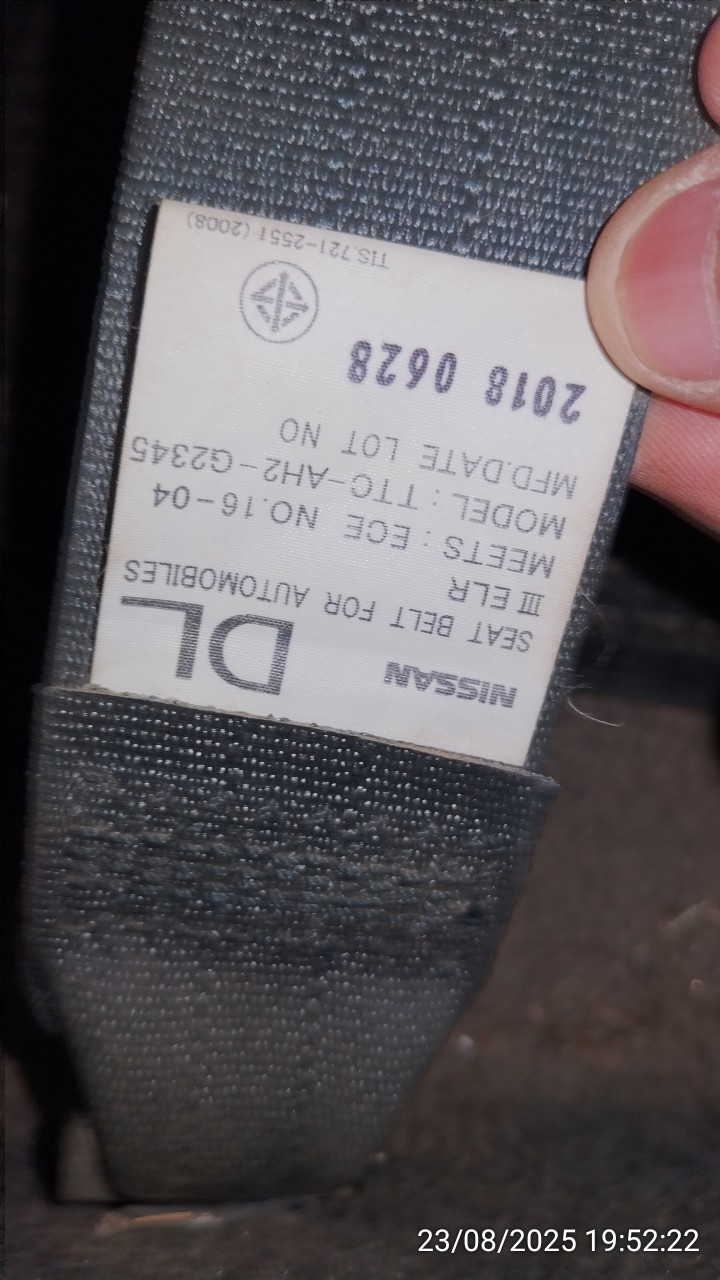 NISSAN DL
SEAT BELT FOR AUTOMOBILES
III ELR
MEETS : ECE NO.16-04
MODEL : TTC-AH2-G2345
MFD.DATE LOT NO
2018 0628
TIS.721-2551 (2008)
23/08/2025 19:52:22